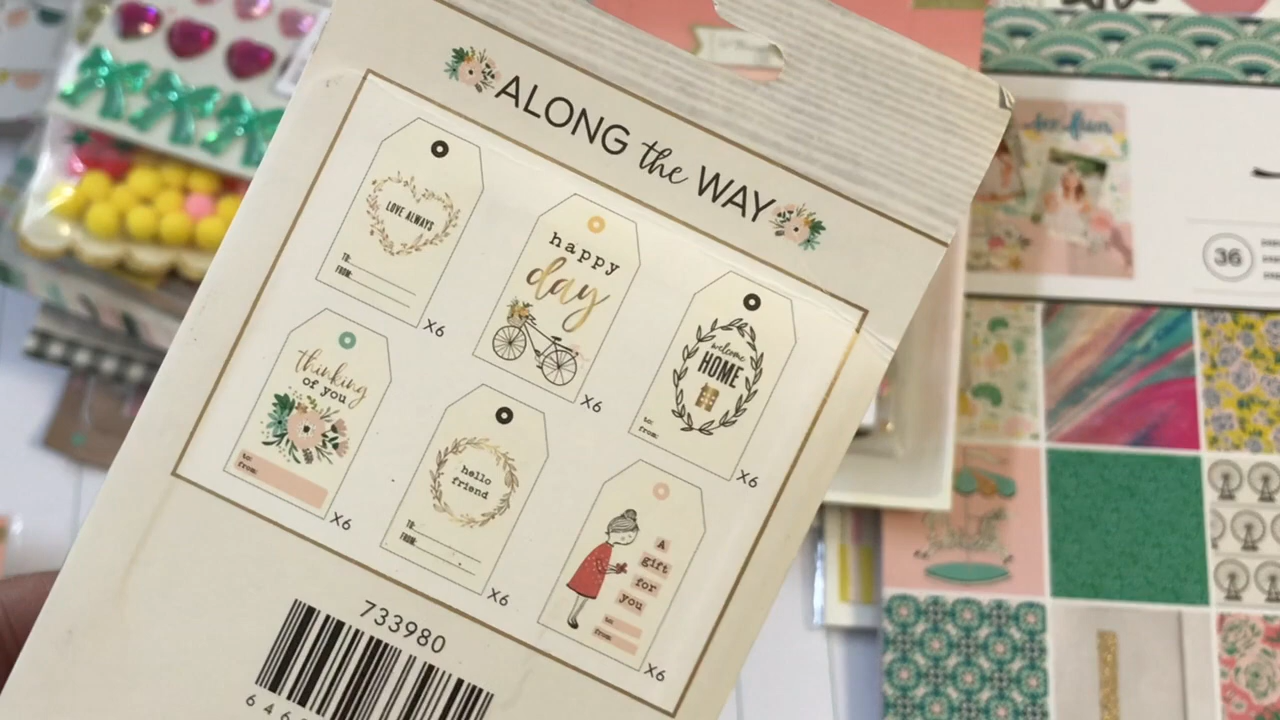 ALONG the WAY
LOVE ALWAYS
TO:
FROM:
X6
happy
day
X6
welcome
HOME
to:
from:
X6
thinking
of you
to:
from:
X6
hello
friend
TO:
FROM:
X6
A
gift
for
you
to
from
X6
733980
36